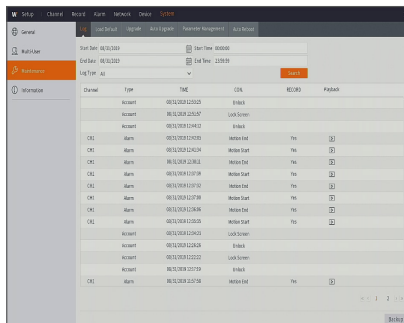 Setup Channel Record Alarm Network Device System
General
Multi-User
Maintenance
Information
Log Load Default Upgrade Auto Upgrade Parameter Management Auto Reboot
Start Date 08/31/2019 Start Time 00:00:00
End Date 08/31/2019 End Time 23:59:59
Log Type All Search
Channel Type TIME CON. RECORD Playback
Account Unlock
Account Lock Screen
Account Unlock
CH1 Alarm Motion End Yes
CH1 Alarm Motion Start Yes
CH1 Alarm Motion End Yes
CH1 Alarm Motion Start Yes
CH1 Alarm Motion End Yes
CH1 Alarm Motion Start Yes
CH1 Alarm Motion End Yes
CH1 Alarm Motion Start Yes
Account Lock Screen
Account Unlock
Account Lock Screen
Account Unlock
CH1 Alarm Motion End Yes
1 2
Backup